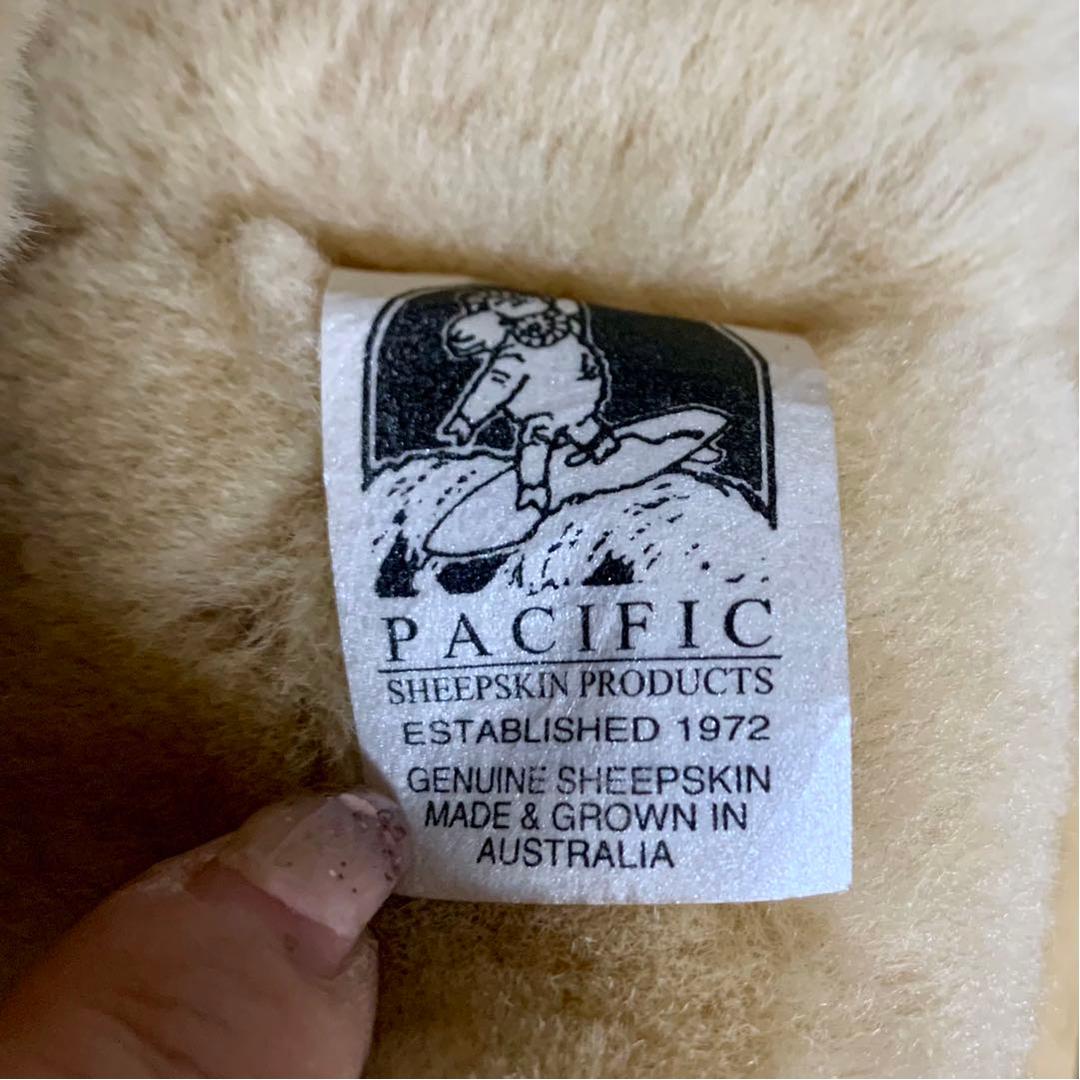 PACIFIC
SHEEPSKIN PRODUCTS
ESTABLISHED 1972
GENUINE SHEEPSKIN
MADE & GROWN IN
AUSTRALIA